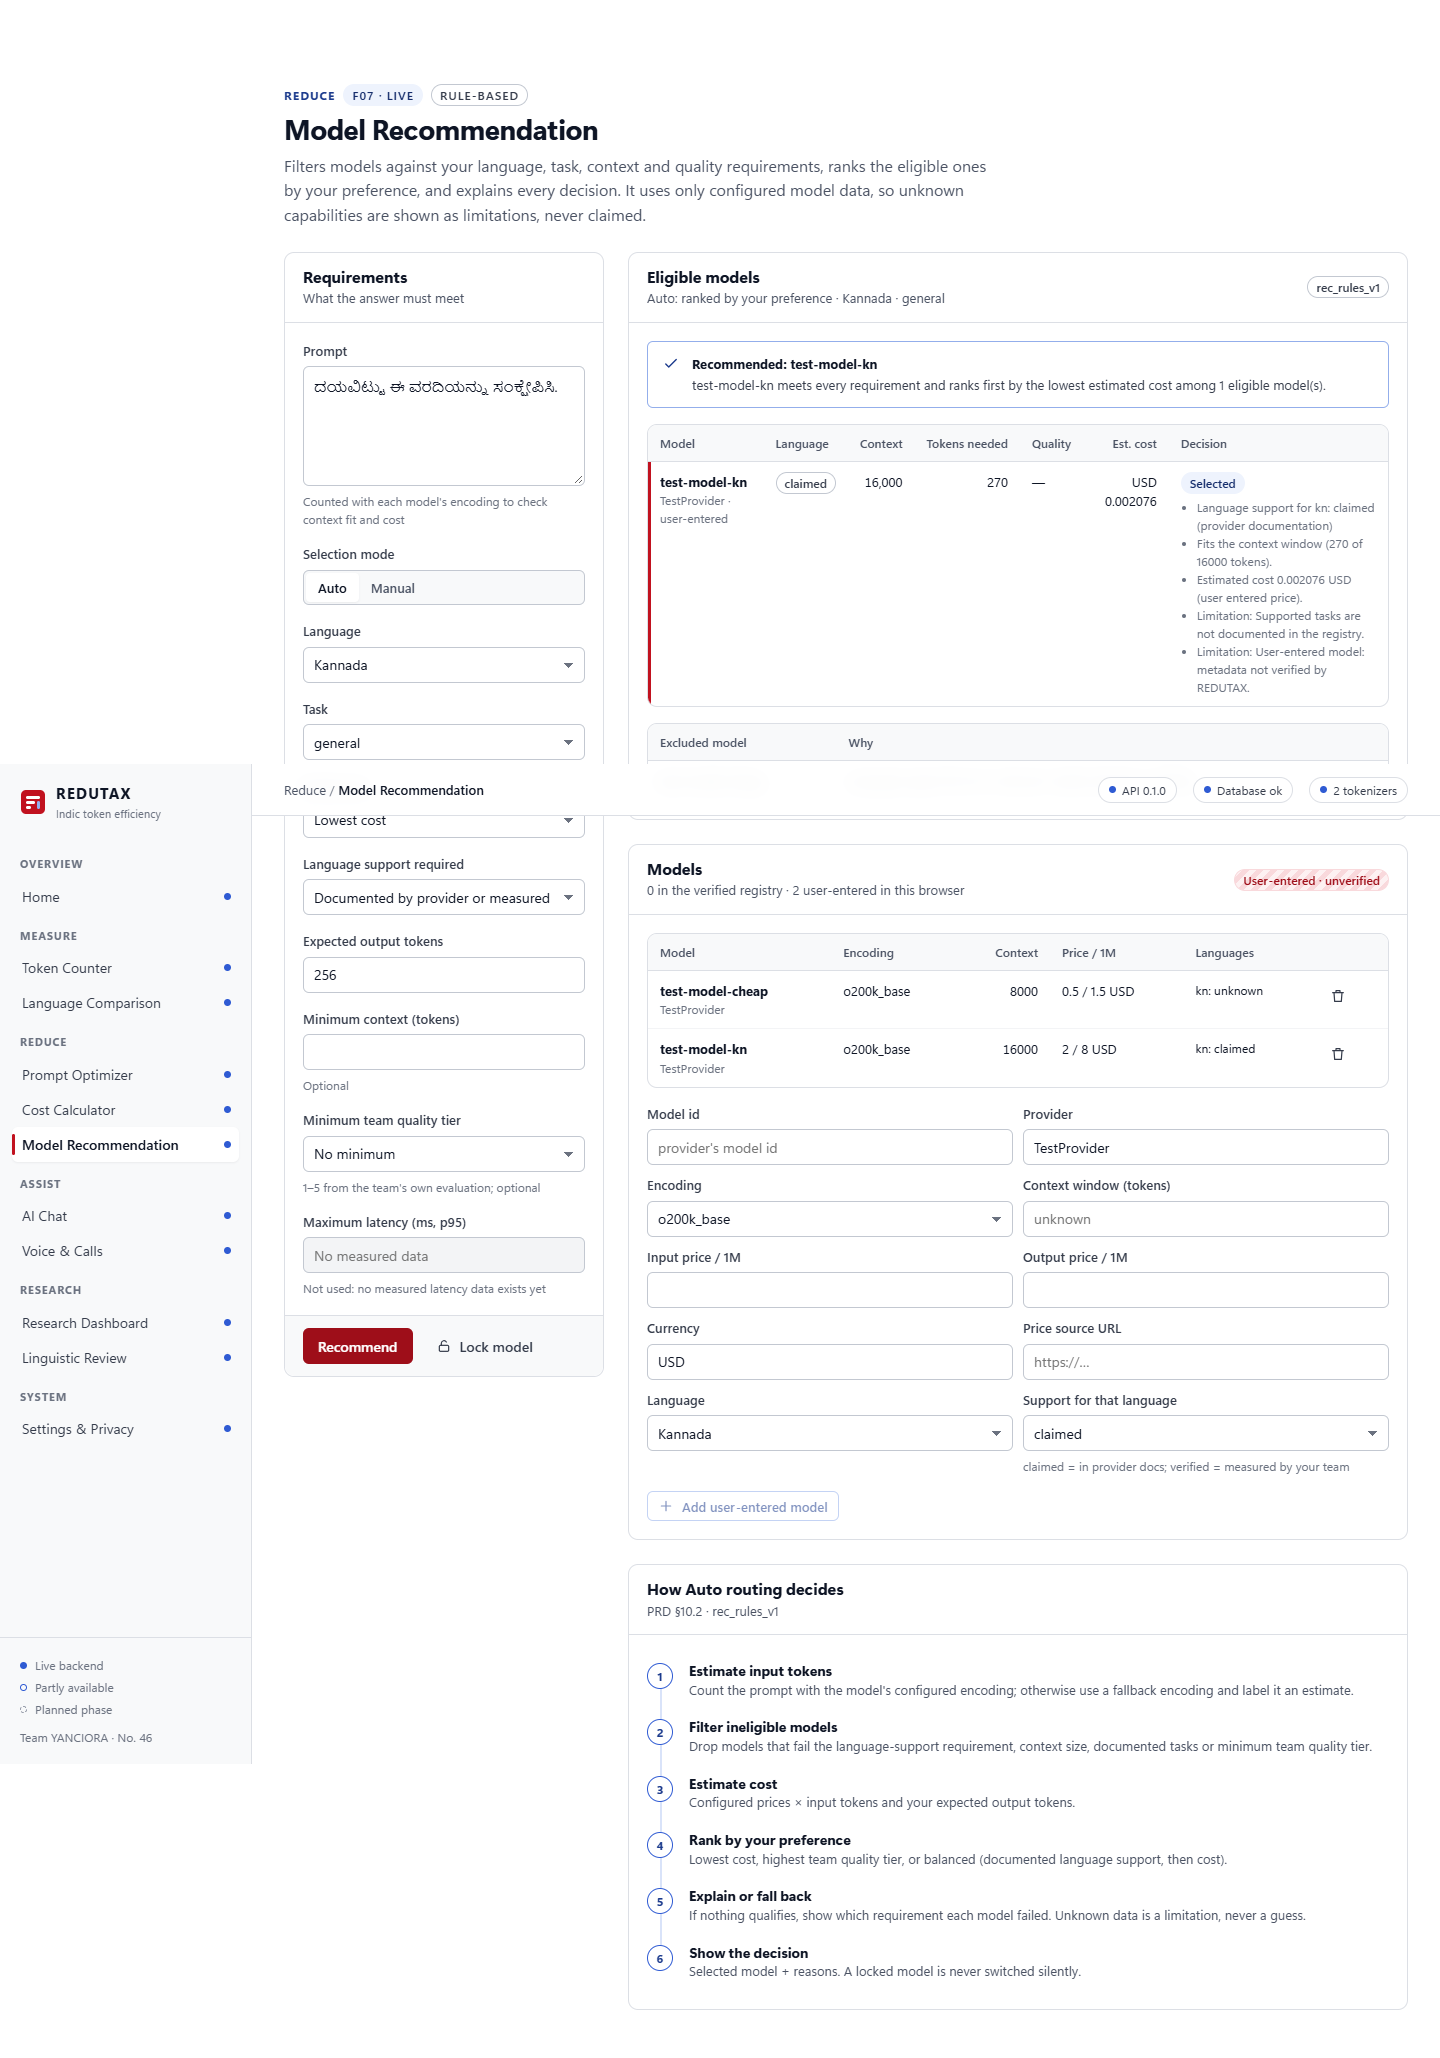 REDUCE F07 · LIVE RULE-BASED
Model Recommendation
Filters models against your language, task, context and quality requirements, ranks the eligible ones
by your preference, and explains every decision. It uses only configured model data, so unknown
capabilities are shown as limitations, never claimed.
Requirements
What the answer must meet
Prompt
ದಯವಿಟ್ಟು ಈ ವರದಿಯನ್ನು ಸಂಕ್ಷೇಪಿಸಿ.
Counted with each model's encoding to check
context fit and cost
Selection mode
Auto Manual
Language
Kannada
Task
general
Lowest cost
Language support required
Documented by provider or measured
Expected output tokens
256
Minimum context (tokens)
Optional
Minimum team quality tier
No minimum
1–5 from the team's own evaluation; optional
Maximum latency (ms, p95)
No measured data
Not used: no measured latency data exists yet
Recommend Lock model
Eligible models
Auto: ranked by your preference · Kannada · general
rec_rules_v1
Recommended: test-model-kn
test-model-kn meets every requirement and ranks first by the lowest estimated cost among 1 eligible model(s).
Model Language Context Tokens needed Quality Est. cost Decision
test-model-kn claimed 16,000 270 — USD Selected
TestProvider · 0.002076
user-entered
Language support for kn: claimed
(provider documentation)
Fits the context window (270 of
16000 tokens).
Estimated cost 0.002076 USD
(user entered price).
Limitation: Supported tasks are
not documented in the registry.
Limitation: User-entered model:
metadata not verified by
REDUTAX.
Excluded model Why
REDUTAX
Indic token efficiency
Reduce / Model Recommendation API 0.1.0 Database ok 2 tokenizers
OVERVIEW
Home
MEASURE
Token Counter
Language Comparison
REDUCE
Prompt Optimizer
Cost Calculator
Model Recommendation
ASSIST
AI Chat
Voice & Calls
RESEARCH
Research Dashboard
Linguistic Review
SYSTEM
Settings & Privacy
Live backend
Partly available
Planned phase
Team YANCIORA · No. 46
Models
0 in the verified registry · 2 user-entered in this browser
User-entered · unverified
Model Encoding Context Price / 1M Languages
test-model-cheap o200k_base 8000 0.5 / 1.5 USD kn: unknown
TestProvider
test-model-kn o200k_base 16000 2 / 8 USD kn: claimed
TestProvider
Model id Provider
provider's model id TestProvider
Encoding Context window (tokens)
o200k_base unknown
Input price / 1M Output price / 1M
Currency Price source URL
USD https://...
Language Support for that language
Kannada claimed
claimed = in provider docs; verified = measured by your team
Add user-entered model
How Auto routing decides
PRD §10.2 · rec_rules_v1
1 Estimate input tokens
Count the prompt with the model's configured encoding; otherwise use a fallback encoding and label it an estimate.
2 Filter ineligible models
Drop models that fail the language-support requirement, context size, documented tasks or minimum team quality tier.
3 Estimate cost
Configured prices × input tokens and your expected output tokens.
4 Rank by your preference
Lowest cost, highest team quality tier, or balanced (documented language support, then cost).
5 Explain or fall back
If nothing qualifies, show which requirement each model failed. Unknown data is a limitation, never a guess.
6 Show the decision
Selected model + reasons. A locked model is never switched silently.